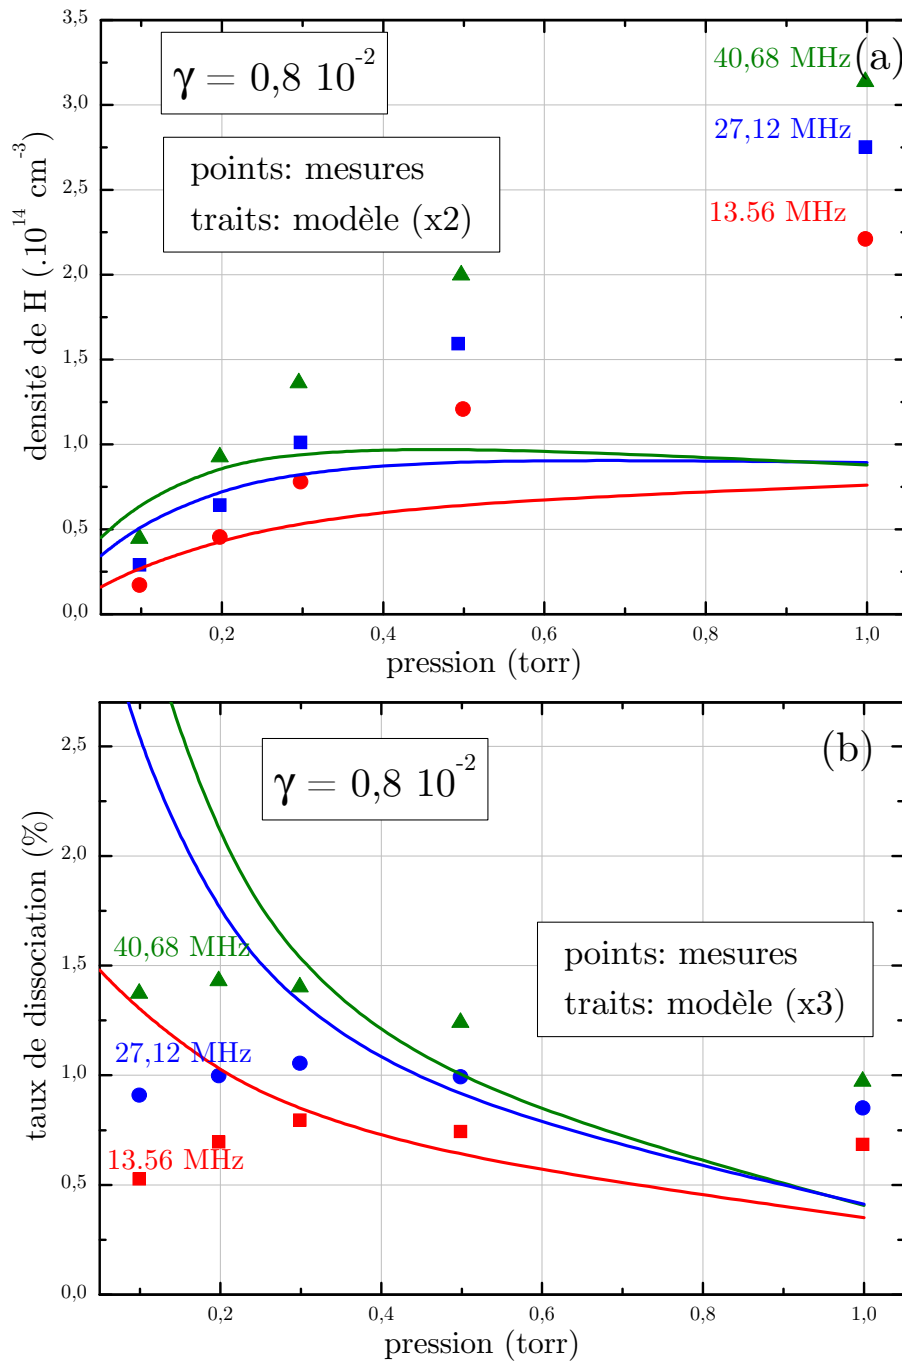 3,5
3,0
2,5
2,0
1,5
1,0
0,5
0,0
densité de H (.10^14 cm^-3)
γ = 0,8 10^-2
points: mesures
traits: modèle (x2)
40,68 MHz
(a)
27,12 MHz
13.56 MHz
0,2 0,4 0,6 0,8 1,0
pression (torr)
2,5
2,0
1,5
1,0
0,5
0,0
taux de dissociation (%)
(b)
γ = 0,8 10^-2
40,68 MHz
points: mesures
traits: modèle (x3)
27,12 MHz
13.56 MHz
0,2 0,4 0,6 0,8 1,0
pression (torr)